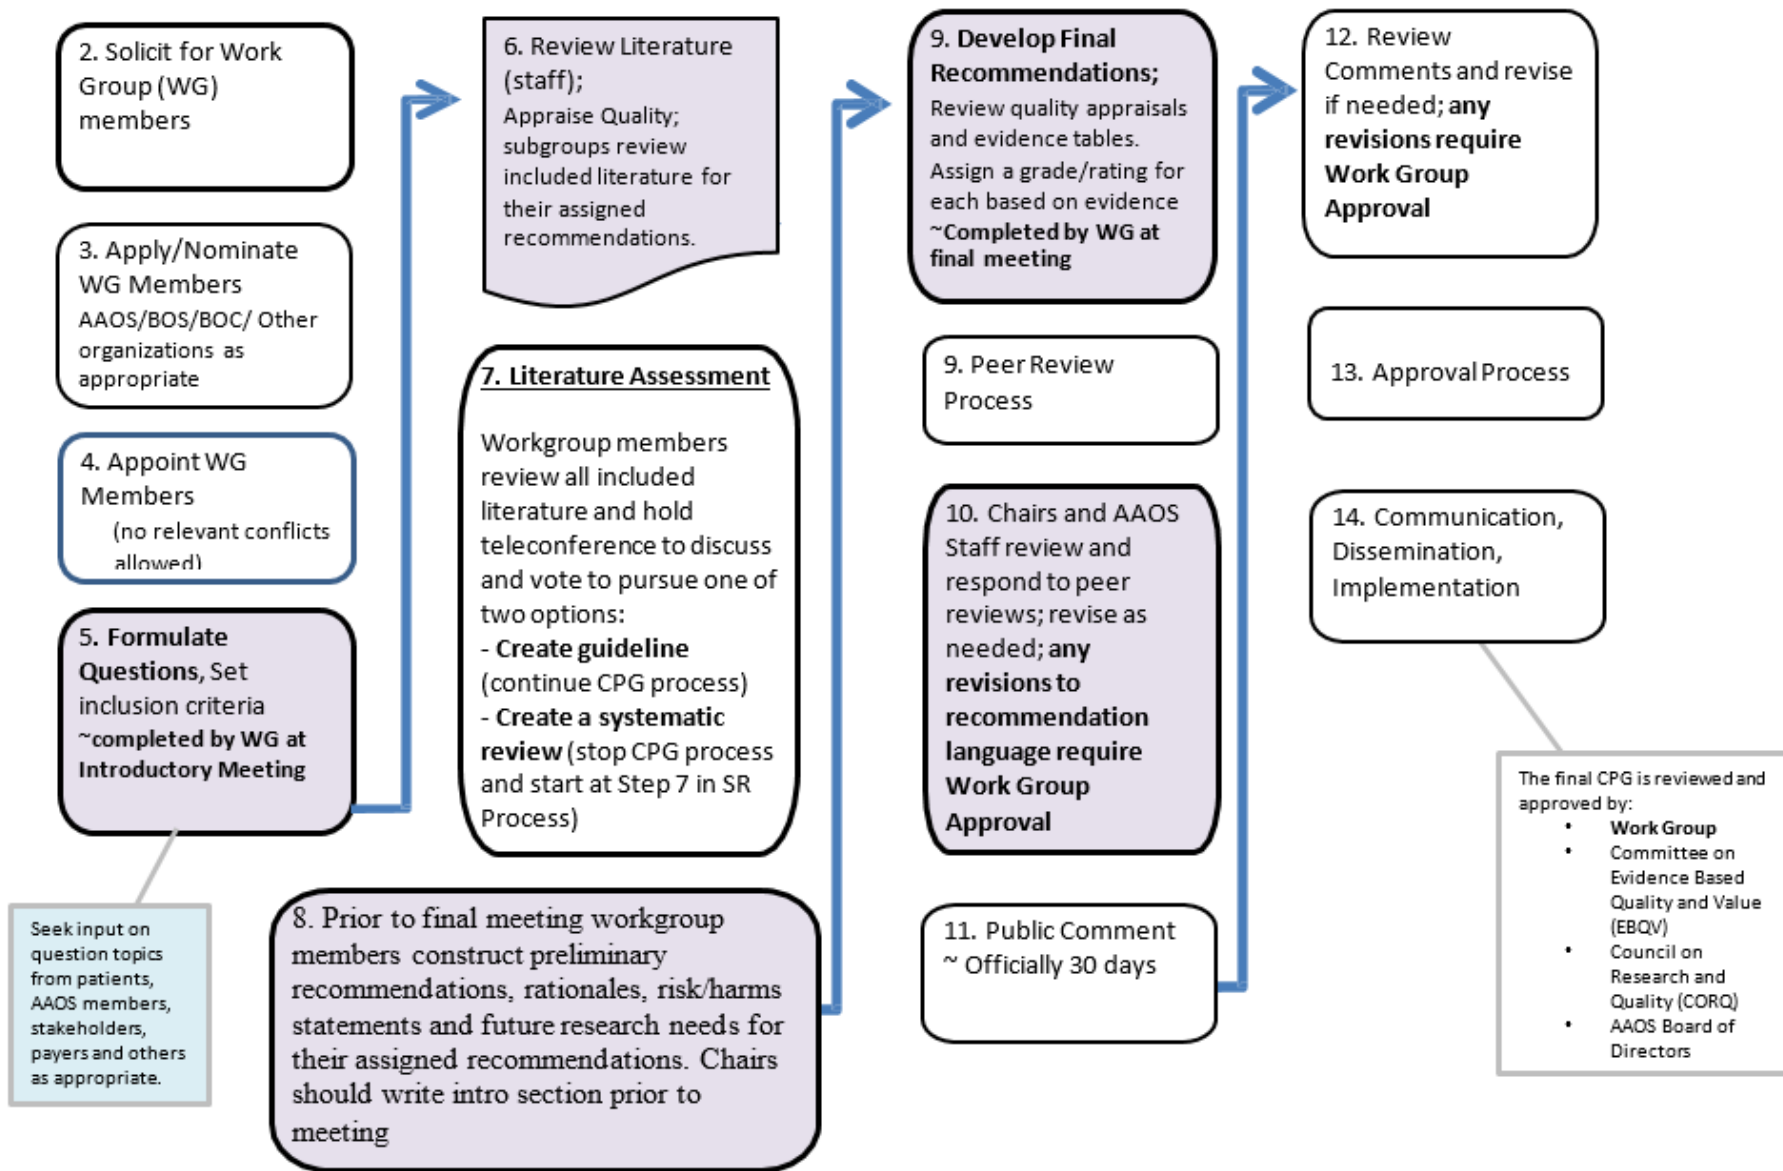 2. Solicit for Work
Group (WG)
members
3. Apply/Nominate
WG Members
AAOS/BOS/BOC/ Other
organizations as
appropriate
4. Appoint WG
Members
(no relevant conflicts
allowed)
5. Formulate
Questions, Set
inclusion criteria
~completed by WG at
Introductory Meeting
Seek input on
question topics
from patients,
AAOS members,
stakeholders,
payers and others
as appropriate.
6. Review Literature
(staff);
Appraise Quality;
subgroups review
included literature for
their assigned
recommendations.
7. Literature Assessment
Workgroup members
review all included
literature and hold
teleconference to discuss
and vote to pursue one of
two options:
- Create guideline
(continue CPG process)
- Create a systematic
review (stop CPG process
and start at Step 7 in SR
Process)
8. Prior to final meeting workgroup
members construct preliminary
recommendations, rationales, risk/harms
statements and future research needs for
their assigned recommendations. Chairs
should write intro section prior to
meeting
9. Develop Final
Recommendations;
Review quality appraisals
and evidence tables.
Assign a grade/rating for
each based on evidence
~Completed by WG at
final meeting
9. Peer Review
Process
10. Chairs and AAOS
Staff review and
respond to peer
reviews; revise as
needed; any
revisions to
recommendation
language require
Work Group
Approval
11. Public Comment
~ Officially 30 days
12. Review
Comments and revise
if needed; any
revisions require
Work Group
Approval
13. Approval Process
14. Communication,
Dissemination,
Implementation
The final CPG is reviewed and
approved by:
• Work Group
• Committee on
Evidence Based
Quality and Value
(EBQV)
• Council on
Research and
Quality (CORQ)
• AAOS Board of
Directors